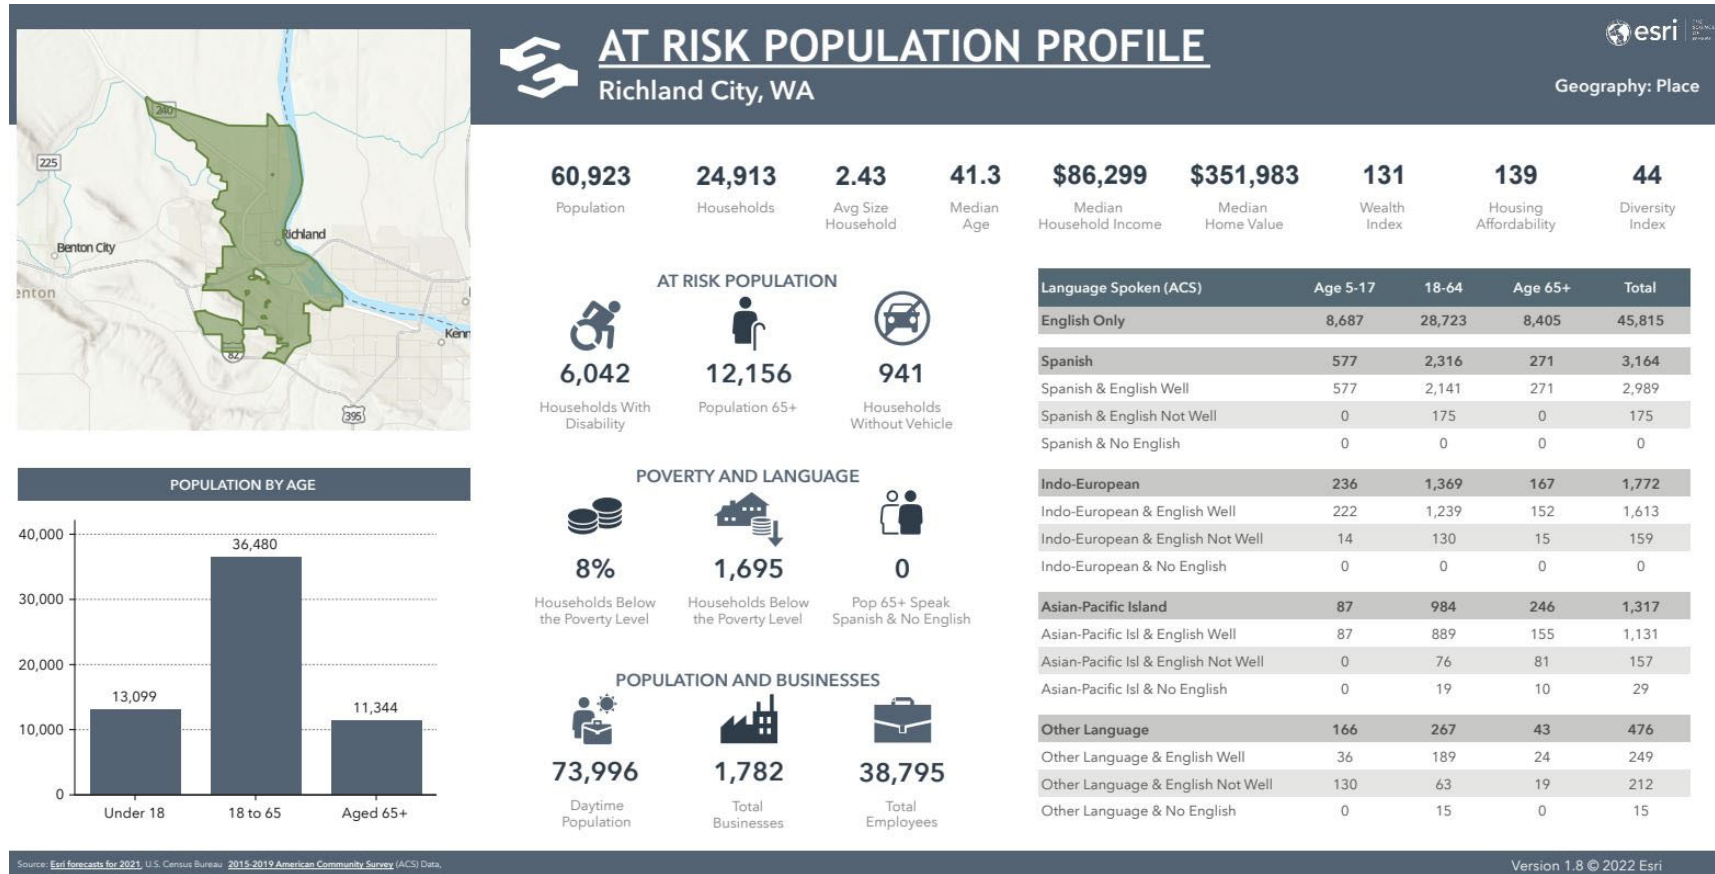 AT RISK POPULATION PROFILE
Richland City, WA
esri
THE
SCIENCE
OF
WHERE
Geography: Place
240
225
Richland
Benton City
enton
Kenn
82
395
60,923
Population
24,913
Households
2.43
Avg Size
Household
41.3
Median
Age
$86,299
Median
Household Income
$351,983
Median
Home Value
131
Wealth
Index
139
Housing
Affordability
44
Diversity
Index
AT RISK POPULATION
6,042
Households With
Disability
12,156
Population 65+
941
Households
Without Vehicle
POVERTY AND LANGUAGE
8%
Households Below
the Poverty Level
1,695
Households Below
the Poverty Level
0
Pop 65+ Speak
Spanish & No English
POPULATION AND BUSINESSES
73,996
Daytime
Population
1,782
Total
Businesses
38,795
Total
Employees
POPULATION BY AGE
40,000
30,000
20,000
10,000
0
13,099
36,480
11,344
Under 18
18 to 65
Aged 65+
Language Spoken (ACS) Age 5-17 18-64 Age 65+ Total
English Only 8,687 28,723 8,405 45,815
Spanish 577 2,316 271 3,164
Spanish & English Well 577 2,141 271 2,989
Spanish & English Not Well 0 175 0 175
Spanish & No English 0 0 0 0
Indo-European 236 1,369 167 1,772
Indo-European & English Well 222 1,239 152 1,613
Indo-European & English Not Well 14 130 15 159
Indo-European & No English 0 0 0 0
Asian-Pacific Island 87 984 246 1,317
Asian-Pacific Isl & English Well 87 889 155 1,131
Asian-Pacific Isl & English Not Well 0 76 81 157
Asian-Pacific Isl & No English 0 19 10 29
Other Language 166 267 43 476
Other Language & English Well 36 189 24 249
Other Language & English Not Well 130 63 19 212
Other Language & No English 0 15 0 15
Source: Esri forecasts for 2021, U.S. Census Bureau 2015-2019 American Community Survey (ACS) Data,
Version 1.8 © 2022 Esri